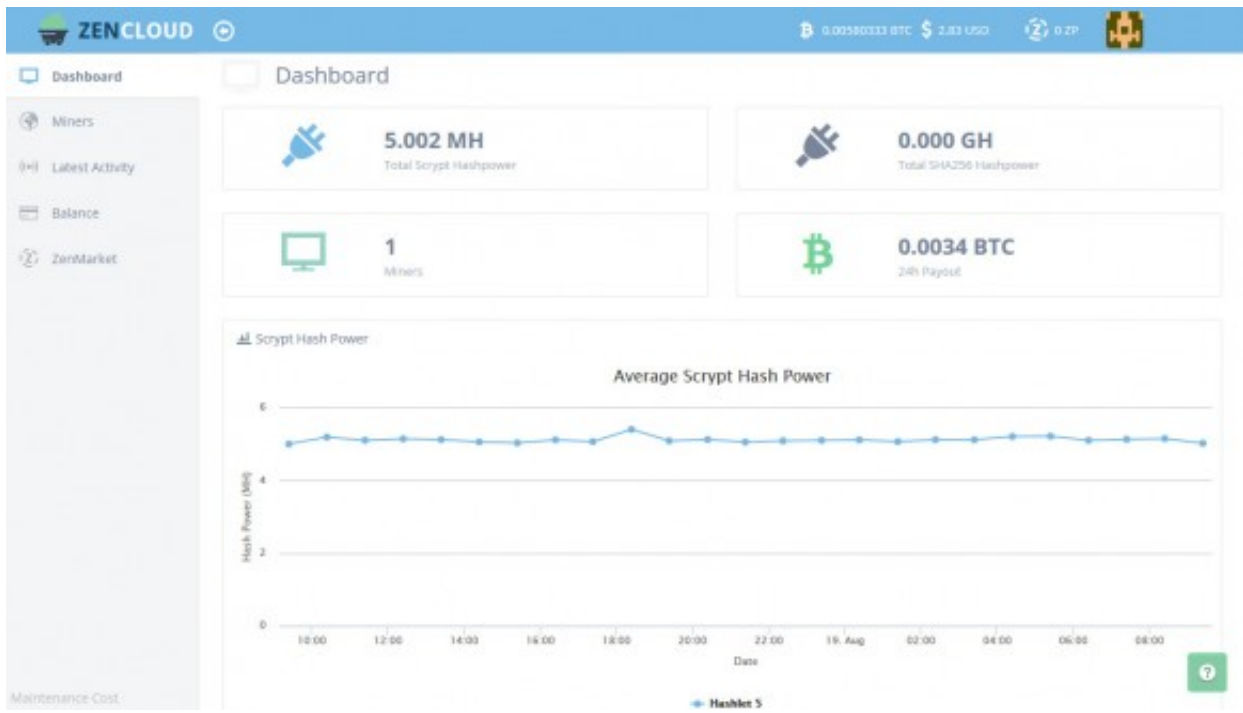 ZENCLOUD
0.00580333 BTC $ 2.83 USD 0 ZP
Dashboard
Miners
Latest Activity
Balance
ZenMarket
Maintenance Cost
Dashboard
5.002 MH
Total Scrypt Hashpower
0.000 GH
Total SHA256 Hashpower
1
Miners
0.0034 BTC
24h Payout
Scrypt Hash Power
Average Scrypt Hash Power
6
4
2
0
Hash Power (MH)
10:00 12:00 14:00 16:00 18:00 20:00 22:00 19. Aug 02:00 04:00 06:00 08:00
Date
Hashlet 5
?